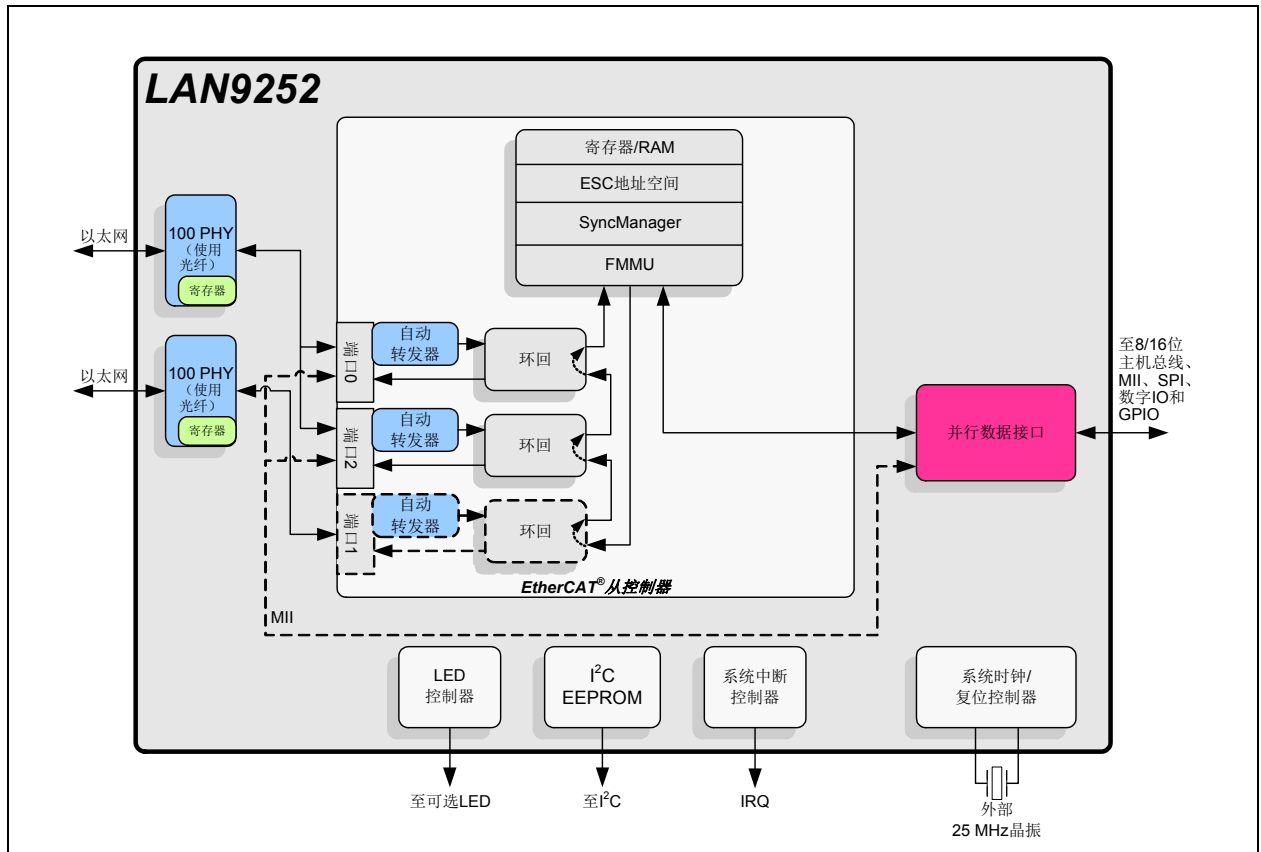 LAN9252
寄存器/RAM
ESC地址空间
SyncManager
FMMU
以太网
100 PHY
（使用
光纤）
寄存器
以太网
100 PHY
（使用
光纤）
寄存器
端口0
自动
转发器
环回
端口2
自动
转发器
环回
端口1
自动
转发器
环回
EtherCAT®从控制器
并行数据接口
至8/16位
主机总线、
MII、SPI、
数字IO和
GPIO
MII
LED
控制器
I²C
EEPROM
系统中断
控制器
系统时钟/
复位控制器
至可选LED
至I²C
IRQ
外部
25 MHz晶振